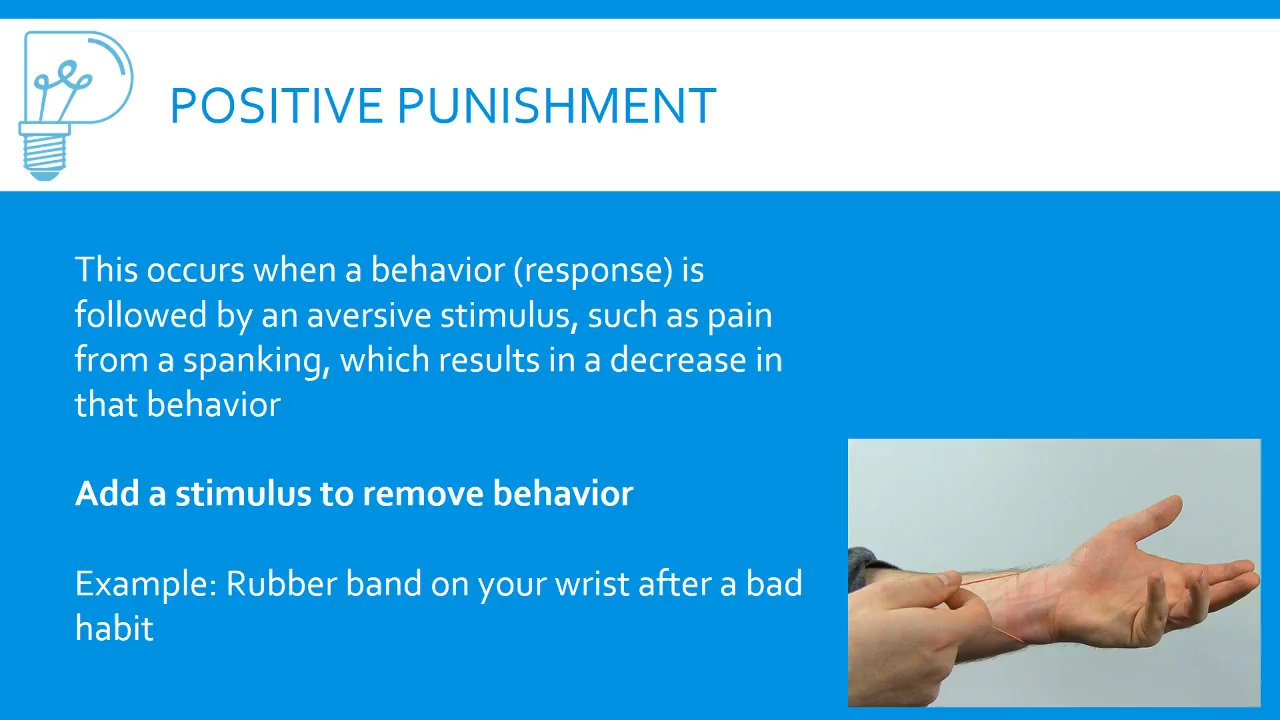 POSITIVE PUNISHMENT
This occurs when a behavior (response) is
followed by an aversive stimulus, such as pain
from a spanking, which results in a decrease in
that behavior
Add a stimulus to remove behavior
Example: Rubber band on your wrist after a bad
habit